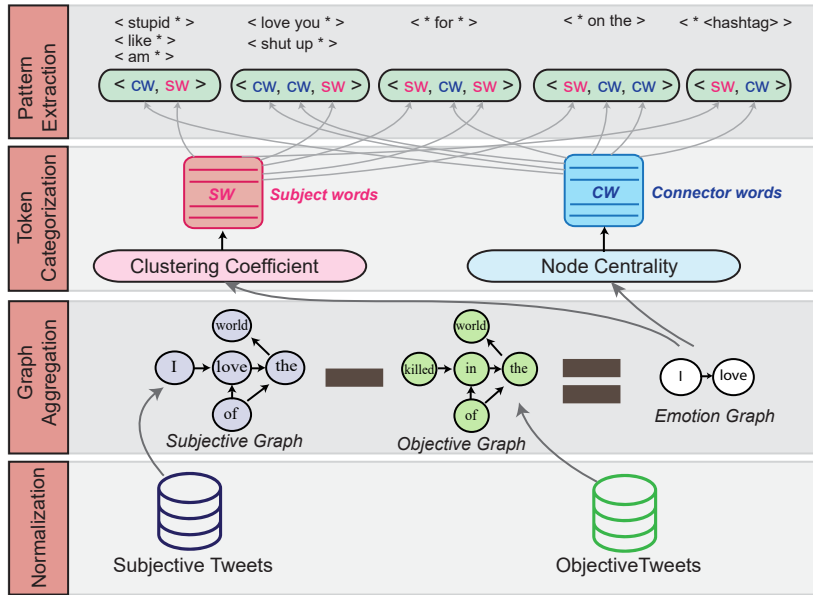 Pattern
Extraction
< stupid * >
< like * >
< am * >
< love you * >
< shut up * >
< * for * >
< * on the >
< * <hashtag> >
< CW, SW >
< CW, CW, SW >
< SW, CW, SW >
< SW, CW, CW >
< SW, CW >
Token
Categorization
SW
Subject words
CW
Connector words
Clustering Coefficient
Node Centrality
Graph
Aggregation
world
I
love
the
of
Subjective Graph
world
killed
in
the
of
Objective Graph
I
love
Emotion Graph
Normalization
Subjective Tweets
ObjectiveTweets